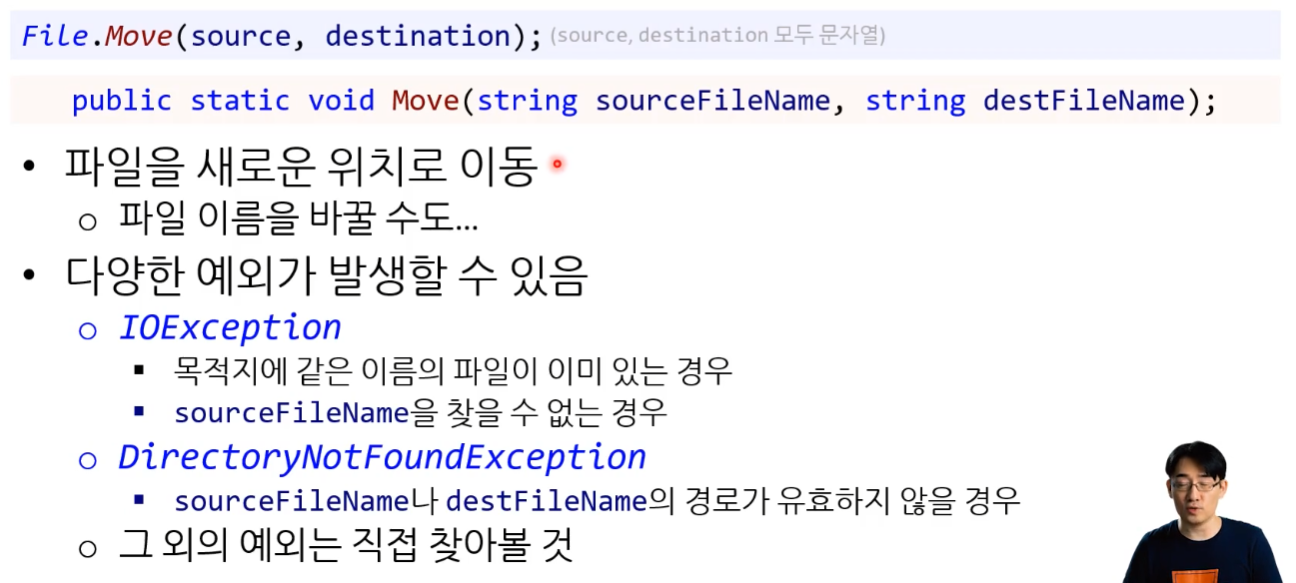 File.Move(source, destination);(source, destination 모두 문자열)
public static void Move(string sourceFileName, string destFileName);
• 파일을 새로운 위치로 이동
○ 파일 이름을 바꿀 수도...
• 다양한 예외가 발생할 수 있음
○ IOException
▪ 목적지에 같은 이름의 파일이 이미 있는 경우
▪ sourceFileName을 찾을 수 없는 경우
○ DirectoryNotFoundException
▪ sourceFileName나 destFileName의 경로가 유효하지 않을 경우
○ 그 외의 예외는 직접 찾아볼 것